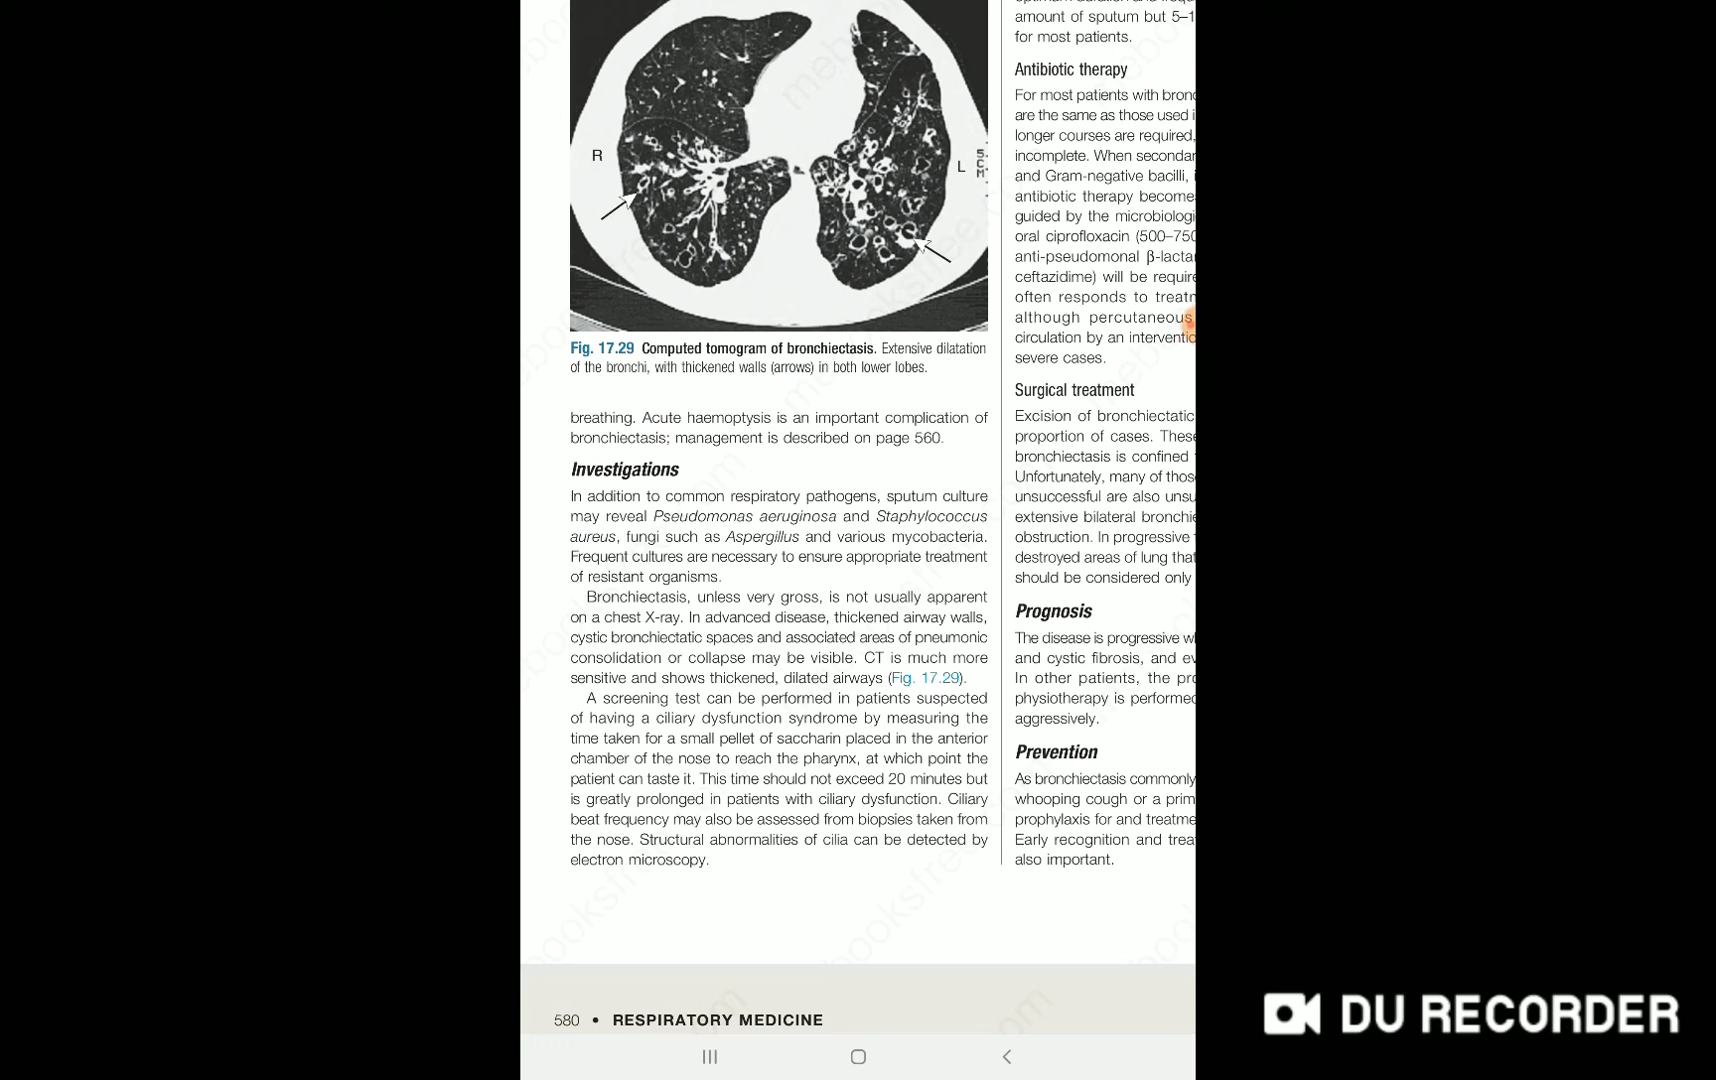 R
L
5
C
M
Fig. 17.29 Computed tomogram of bronchiectasis. Extensive dilatation
of the bronchi, with thickened walls (arrows) in both lower lobes.
breathing. Acute haemoptysis is an important complication of
bronchiectasis; management is described on page 560.
Investigations
In addition to common respiratory pathogens, sputum culture
may reveal Pseudomonas aeruginosa and Staphylococcus
aureus, fungi such as Aspergillus and various mycobacteria.
Frequent cultures are necessary to ensure appropriate treatment
of resistant organisms.
Bronchiectasis, unless very gross, is not usually apparent
on a chest X-ray. In advanced disease, thickened airway walls,
cystic bronchiectatic spaces and associated areas of pneumonic
consolidation or collapse may be visible. CT is much more
sensitive and shows thickened, dilated airways (Fig. 17.29).
A screening test can be performed in patients suspected
of having a ciliary dysfunction syndrome by measuring the
time taken for a small pellet of saccharin placed in the anterior
chamber of the nose to reach the pharynx, at which point the
patient can taste it. This time should not exceed 20 minutes but
is greatly prolonged in patients with ciliary dysfunction. Ciliary
beat frequency may also be assessed from biopsies taken from
the nose. Structural abnormalities of cilia can be detected by
electron microscopy.
amount of sputum but 5–1
for most patients.
Antibiotic therapy
For most patients with bronc
are the same as those used i
longer courses are required,
incomplete. When secondar
and Gram-negative bacilli, i
antibiotic therapy become
guided by the microbiologi
oral ciprofloxacin (500–750
anti-pseudomonal β-lacta
ceftazidime) will be require
often responds to treatm
although percutaneous
circulation by an interventio
severe cases.
Surgical treatment
Excision of bronchiectatic
proportion of cases. These
bronchiectasis is confined
Unfortunately, many of those
unsuccessful are also unsu
extensive bilateral bronchie
obstruction. In progressive
destroyed areas of lung that
should be considered only
Prognosis
The disease is progressive wh
and cystic fibrosis, and ev
In other patients, the pro
physiotherapy is performed
aggressively.
Prevention
As bronchiectasis commonly
whooping cough or a prim
prophylaxis for and treatme
Early recognition and trea
also important.
580 • RESPIRATORY MEDICINE
DU RECORDER